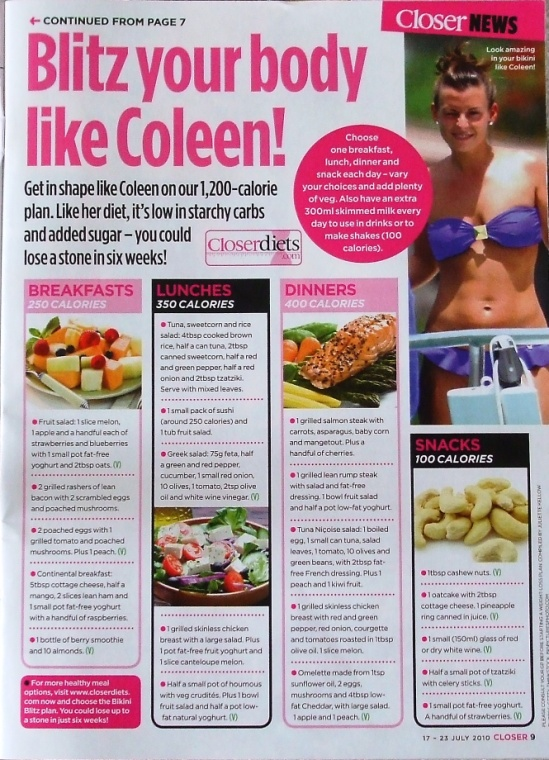 ← CONTINUED FROM PAGE 7
Closer NEWS
Look amazing
in your bikini
like Coleen!
Blitz your body
like Coleen!
Get in shape like Coleen on our 1,200-calorie
plan. Like her diet, it's low in starchy carbs
and added sugar – you could
lose a stone in six weeks!
Closerdiets
.com
Choose
one breakfast,
lunch, dinner and
snack each day – vary
your choices and add plenty
of veg. Also have an extra
300ml skimmed milk every
day to use in drinks or to
make shakes (100
calories).
BREAKFASTS
250 CALORIES
● Fruit salad: 1 slice melon,
1 apple and a handful each of
strawberries and blueberries
with 1 small pot fat-free
yoghurt and 2tbsp oats. (V)
● 2 grilled rashers of lean
bacon with 2 scrambled eggs
and poached mushrooms.
● 2 poached eggs with 1
grilled tomato and poached
mushrooms. Plus 1 peach. (V)
● Continental breakfast:
5tbsp cottage cheese, half a
mango, 2 slices lean ham and
1 small pot fat-free yoghurt
with a handful of raspberries.
● 1 bottle of berry smoothie
and 10 almonds. (V)
● For more healthy meal
options, visit www.closerdiets.
com now and choose the Bikini
Blitz plan. You could lose up to
a stone in just six weeks!
LUNCHES
350 CALORIES
● Tuna, sweetcorn and rice
salad: 4tbsp cooked brown
rice, half a can tuna, 2tbsp
canned sweetcorn, half a red
and green pepper, half a red
onion and 2tbsp tzatziki.
Serve with mixed leaves.
● 1 small pack of sushi
(around 250 calories) and
1 tub fruit salad.
● Greek salad: 75g feta, half
a green and red pepper,
cucumber, 1 small red onion,
10 olives, 1 tomato, 2tsp olive
oil and white wine vinegar. (V)
● 1 grilled skinless chicken
breast with a large salad. Plus
1 pot fat-free fruit yoghurt and
1 slice canteloupe melon.
● Half a small pot of houmous
with veg crudités. Plus 1 bowl
fruit salad and half a pot low-
fat natural yoghurt. (V)
DINNERS
400 CALORIES
● 1 grilled salmon steak with
carrots, asparagus, baby corn
and mangetout. Plus a
handful of cherries.
● 1 grilled lean rump steak
with salad and fat-free
dressing. 1 bowl fruit salad
and half pot low-fat yogurt.
● Tuna Niçoise salad: 1 boiled
egg, 1 small can tuna, salad
leaves, 1 tomato, 10 olives and
green beans, with 2tbsp fat-
free French dressing. Plus 1
peach and 1 kiwi fruit.
● 1 grilled skinless chicken
breast with red and green
pepper, red onion, courgette
and tomatoes roasted in 1tbsp
olive oil. 1 slice melon.
● Omelette made from 1tsp
sunflower oil, 2 eggs,
mushrooms and 4tbsp low-
fat Cheddar, with large salad.
1 apple and 1 peach. (V)
SNACKS
100 CALORIES
● 1tbsp cashew nuts. (V)
● 1 oatcake with 2tbsp
cottage cheese. 1 pineapple
ring canned in juice. (V)
● 1 small (150ml) glass of red
or dry white wine. (V)
● Half a small pot of tzatziki
with celery sticks. (V)
● 1 small pot fat-free yoghurt.
A handful of strawberries. (V)
17 – 23 JULY 2010 CLOSER 9